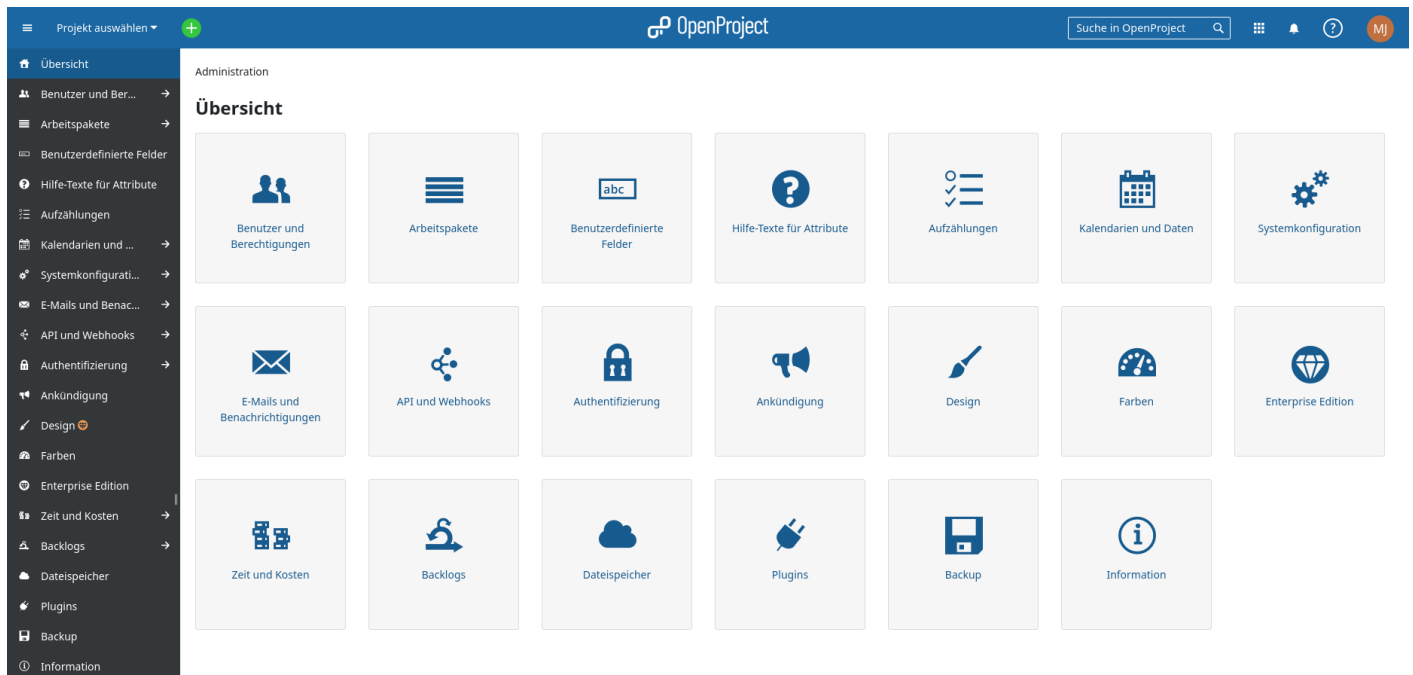 Projekt auswählen
OpenProject
Suche in OpenProject
?
MJ
Übersicht
Benutzer und Ber...
Arbeitspakete
Benutzerdefinierte Felder
Hilfe-Texte für Attribute
Aufzählungen
Kalendarien und ...
Systemkonfigurati...
E-Mails und Benac...
API und Webhooks
Authentifizierung
Ankündigung
Design
Farben
Enterprise Edition
Zeit und Kosten
Backlogs
Dateispeicher
Plugins
Backup
Information
Administration
Übersicht
Benutzer und
Berechtigungen
Arbeitspakete
abc
Benutzerdefinierte
Felder
?
Hilfe-Texte für Attribute
Aufzählungen
Kalendarien und Daten
Systemkonfiguration
E-Mails und
Benachrichtigungen
API und Webhooks
Authentifizierung
Ankündigung
Design
Farben
Enterprise Edition
Zeit und Kosten
Backlogs
Dateispeicher
Plugins
Backup
i
Information